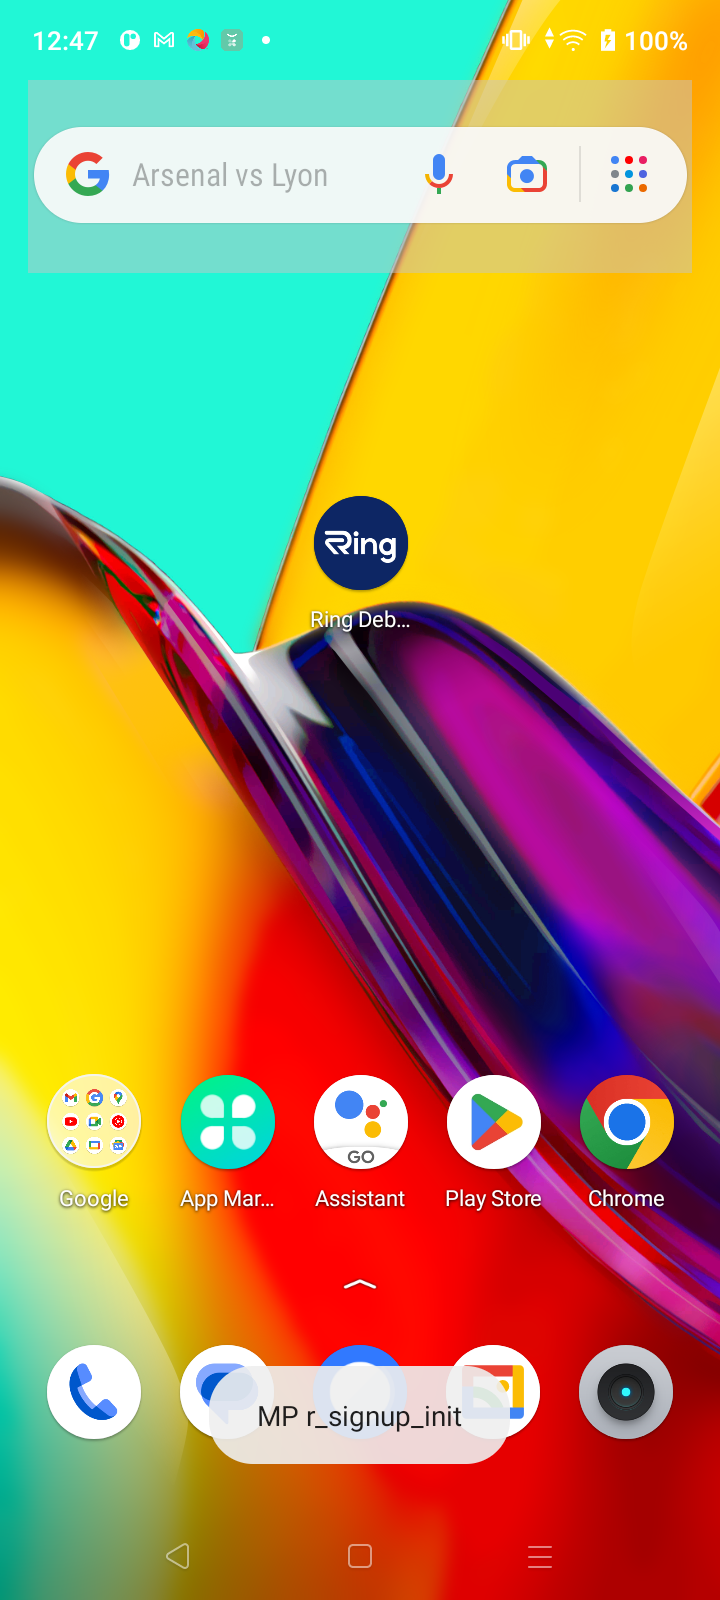 12:47
100%
Arsenal vs Lyon
Ring
Ring Deb...
GO
Google
App Mar...
Assistant
Play Store
Chrome
MP r_signup_init